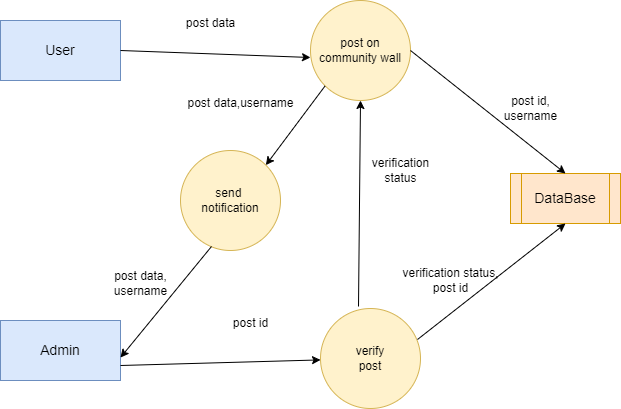 post data
User
post on
community wall
post data,username
post id,
username
verification
status
send
notification
DataBase
post data,
username
verification status,
post id
post id
Admin
verify
post